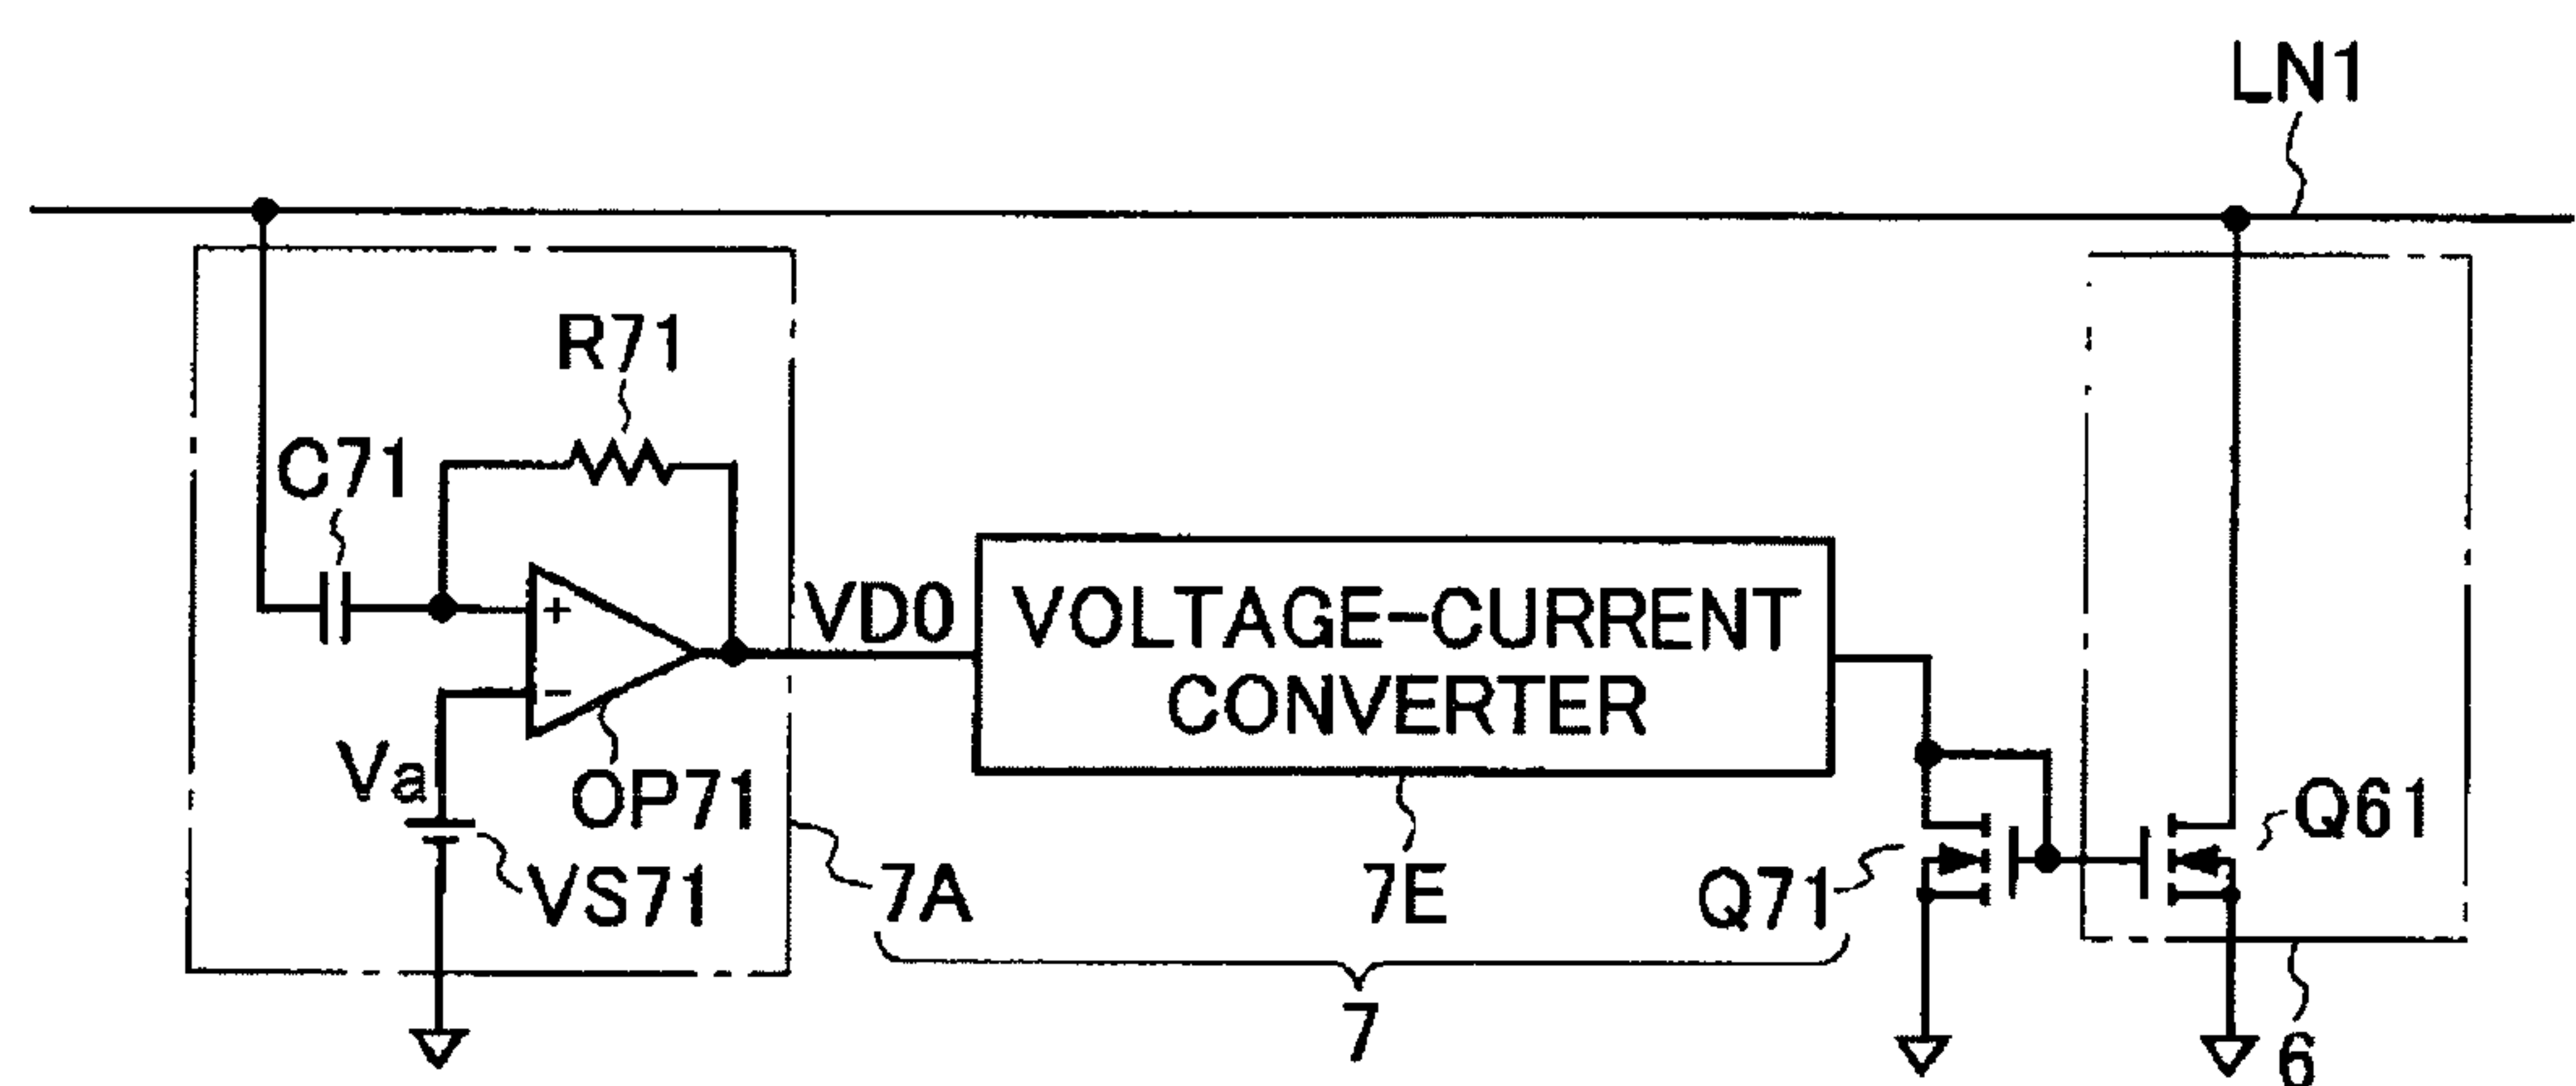 LN1
R71
C71
+
−
VD0
VOLTAGE-CURRENT
CONVERTER
Va
OP71
VS71
7A
7E
Q71
Q61
7
6